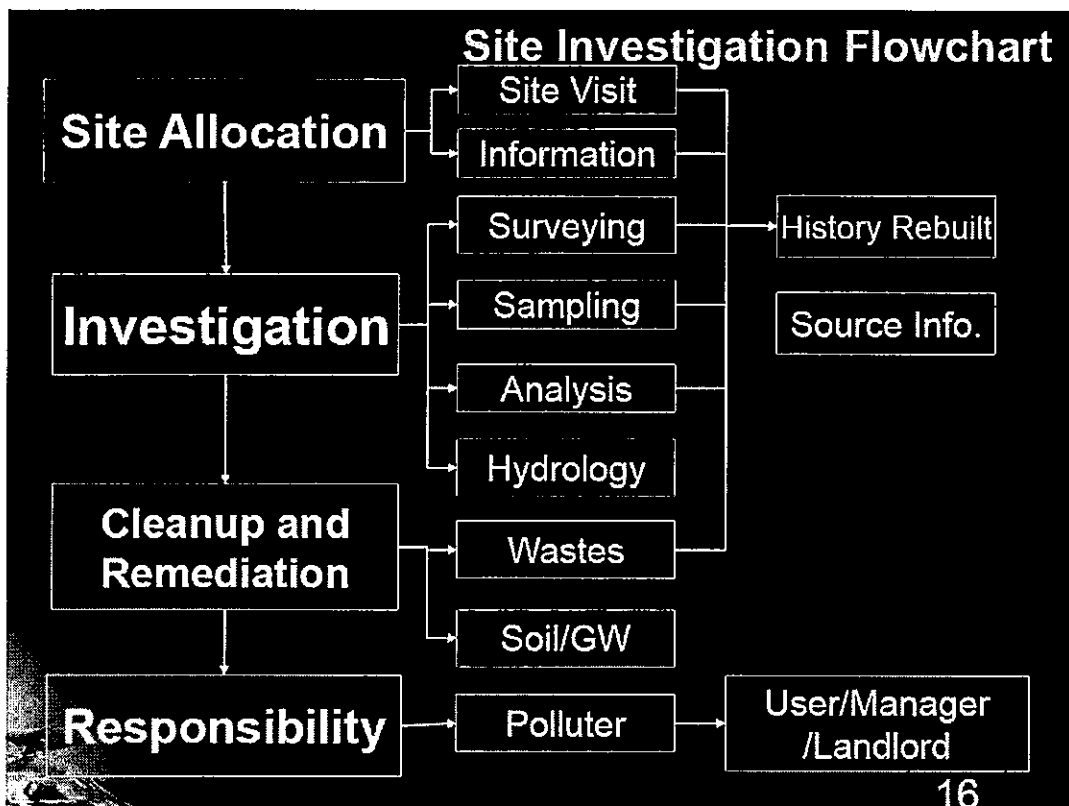 Site Investigation Flowchart
Site Allocation
Site Visit
Information
Investigation
Surveying
Sampling
Analysis
Hydrology
History Rebuilt
Source Info.
Cleanup and
Remediation
Wastes
Soil/GW
Responsibility
Polluter
User/Manager
/Landlord
16